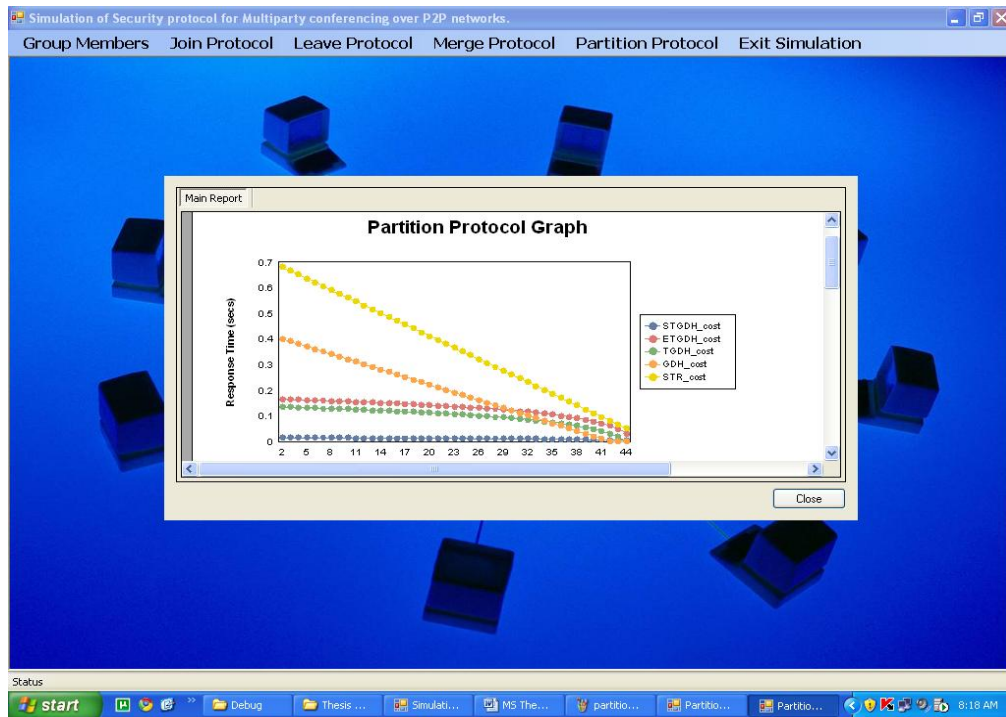 Simulation of Security protocol for Multiparty conferencing over P2P networks.
Group Members Join Protocol Leave Protocol Merge Protocol Partition Protocol Exit Simulation
Main Report
Partition Protocol Graph
Response Time (secs)
0.7
0.6
0.5
0.4
0.3
0.2
0.1
0
2 5 8 11 14 17 20 23 26 29 32 35 38 41 44
STGDH_cost
ETGDH_cost
TGDH_cost
GDH_cost
STR_cost
Close
Status
start Debug Thesis ... Simulati... MS The... partitio... Partitio... Partitio... 8:18 AM